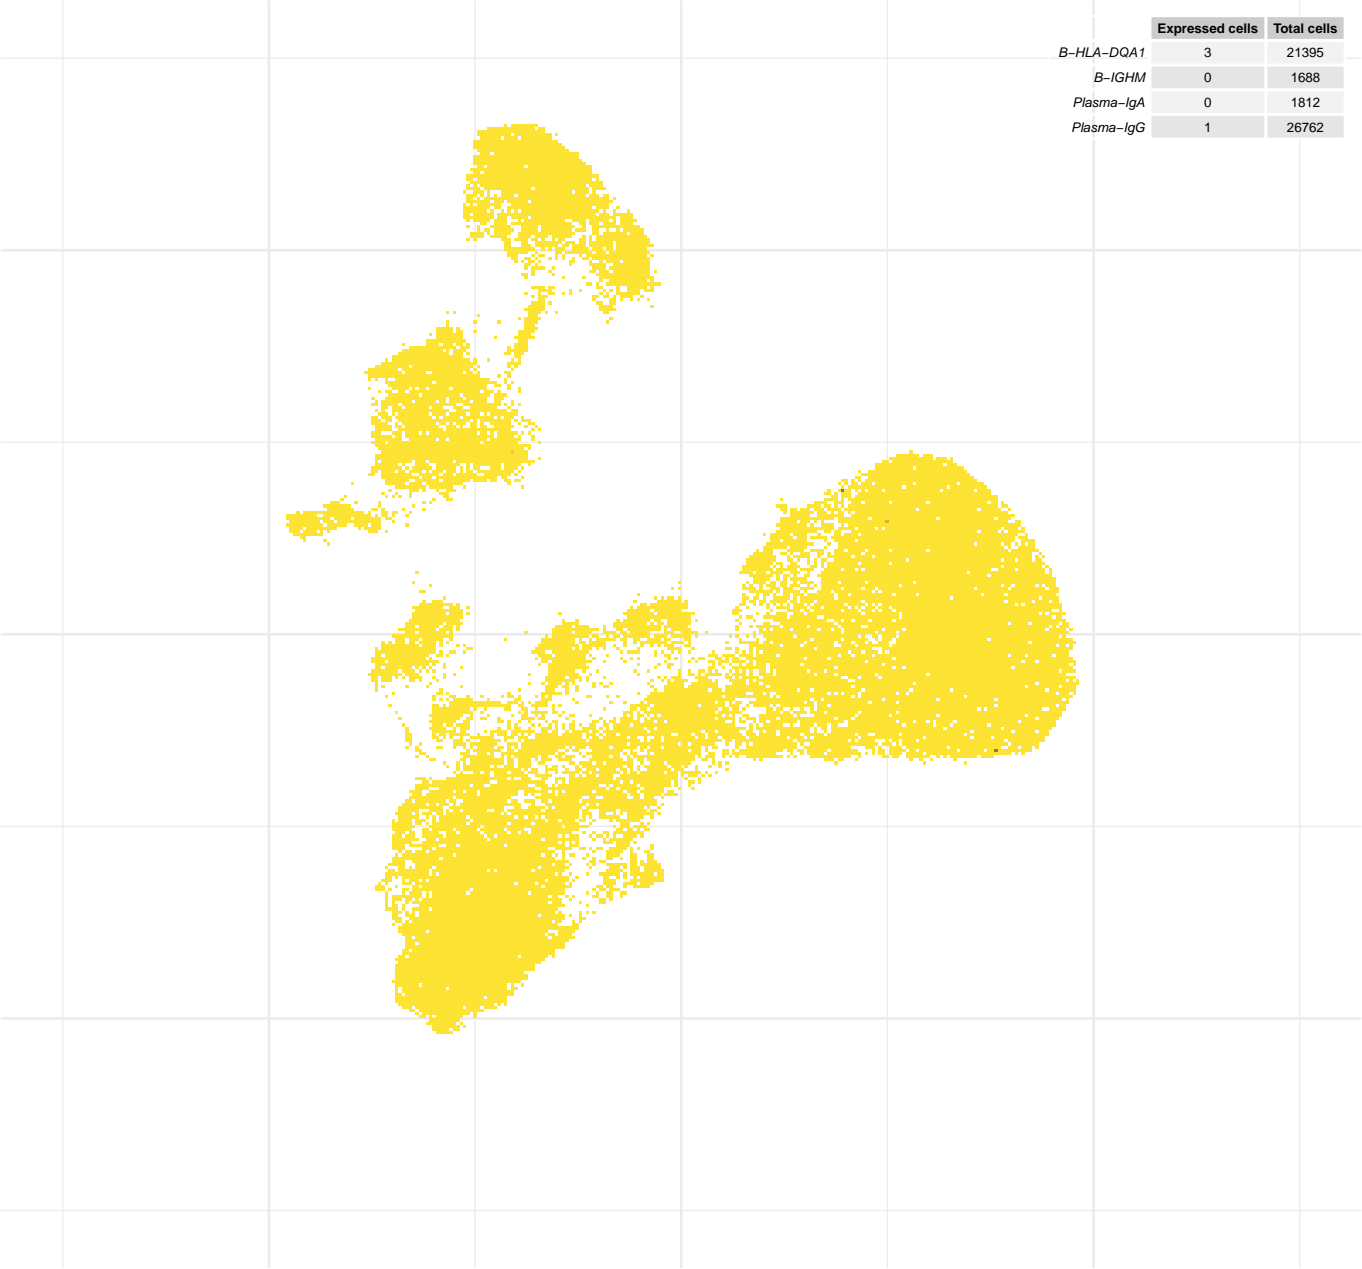 Expressed cells Total cells
B−HLA−DQA1 3 21395
B−IGHM 0 1688
Plasma−IgA 0 1812
Plasma−IgG 1 26762